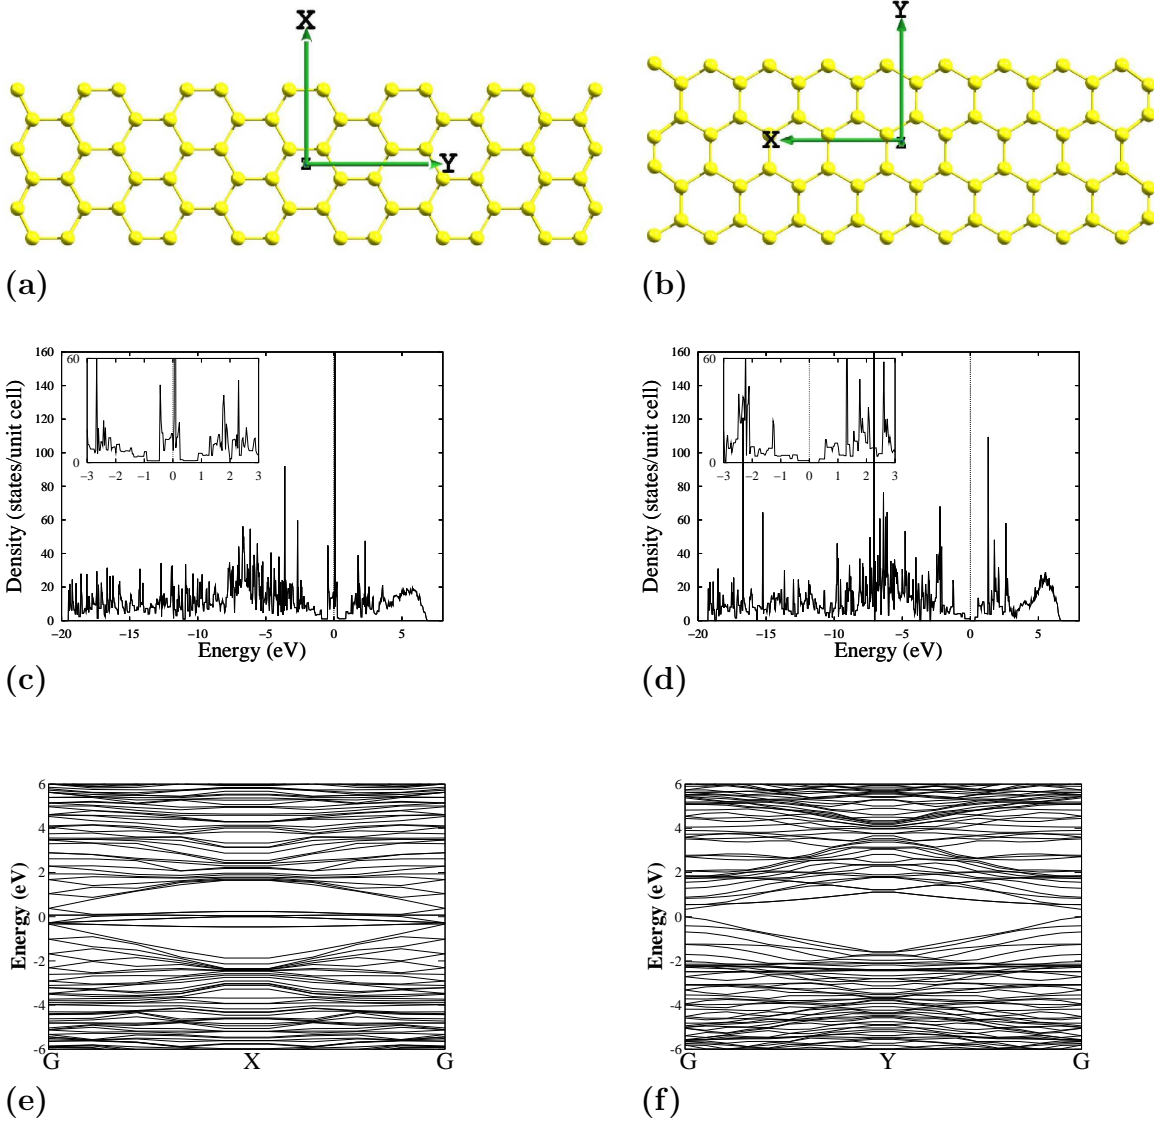 X
Y
Z
Y
X
Z
(a)
(b)
160
140
120
100
80
60
40
20
0
-20
-15
-10
-5
0
5
Density (states/unit cell)
Energy (eV)
60
0
-3
-2
-1
0
1
2
3
160
140
120
100
80
60
40
20
0
-20
-15
-10
-5
0
5
Density (states/unit cell)
Energy (eV)
60
0
-3
-2
-1
0
1
2
3
(c)
(d)
6
4
2
0
-2
-4
-6
Energy (eV)
G
X
G
6
4
2
0
-2
-4
-6
Energy (eV)
G
Y
G
(e)
(f)